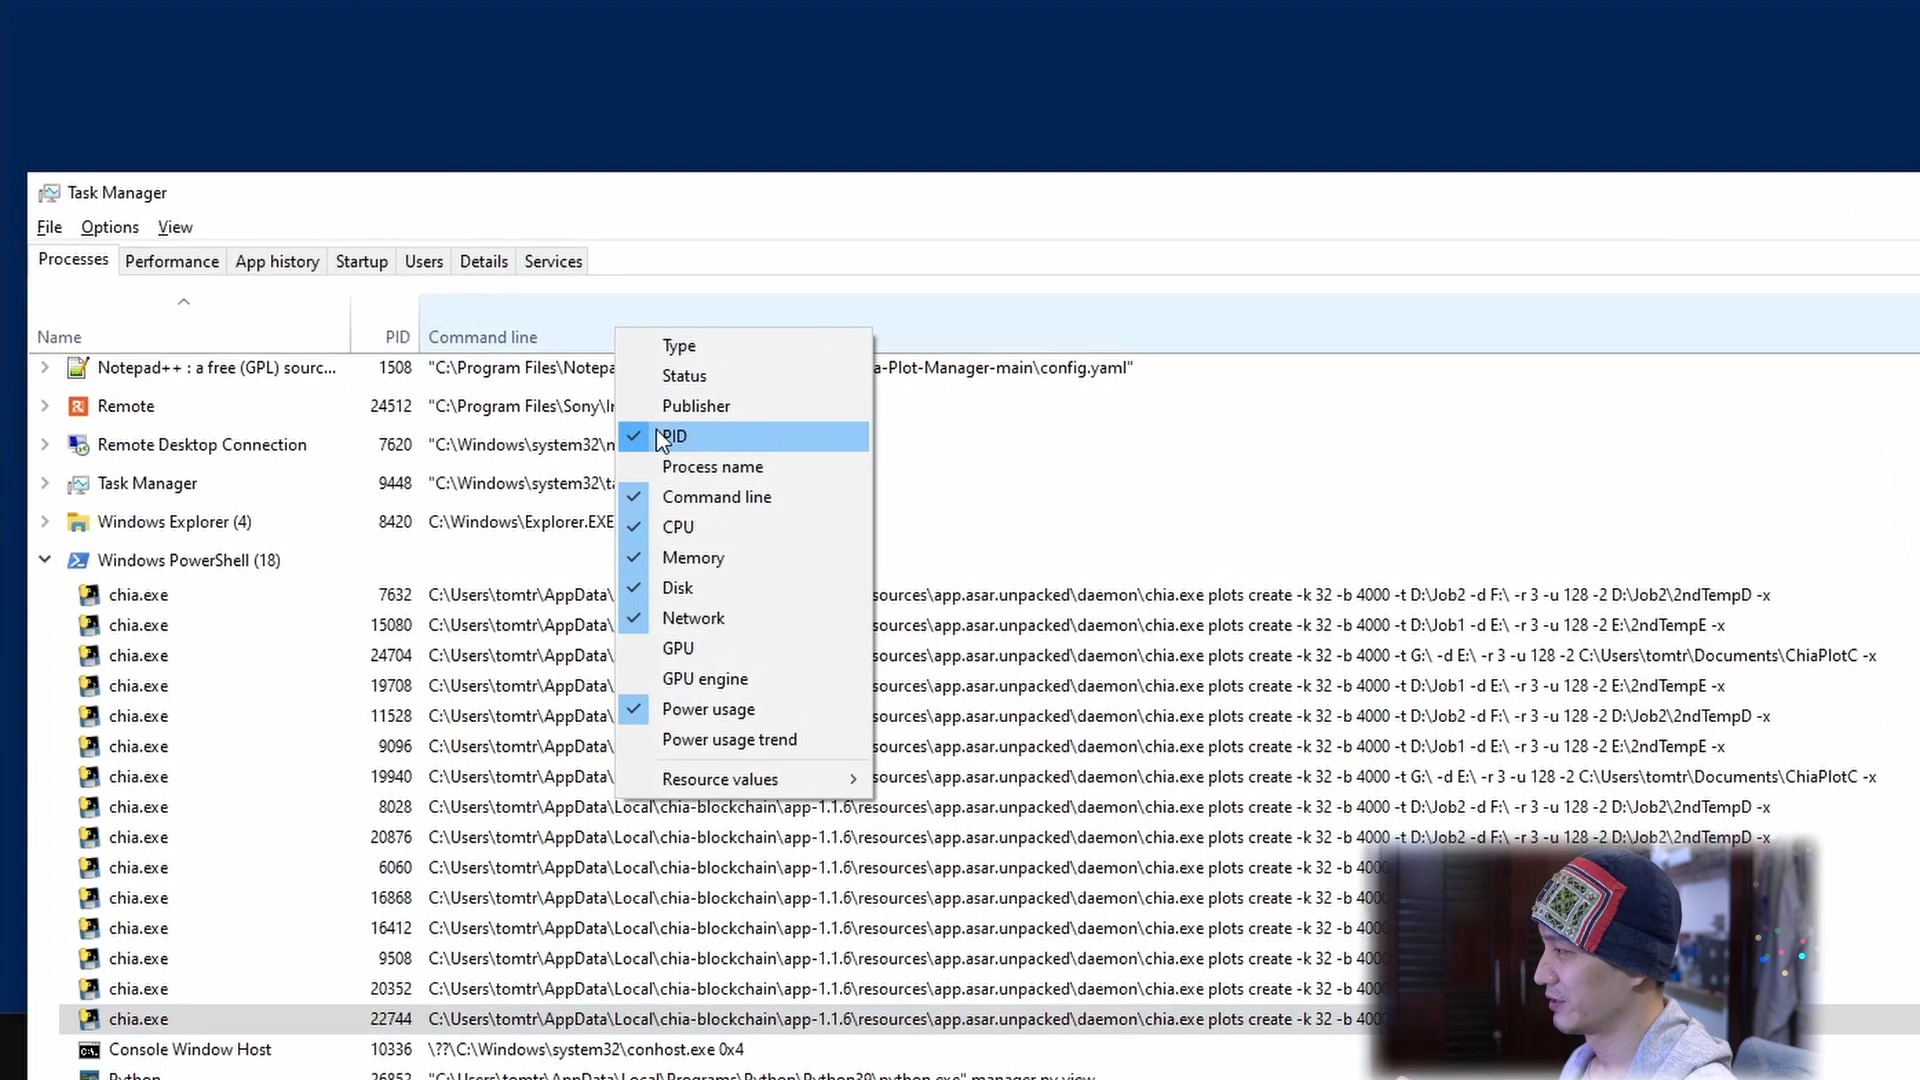 Task Manager
File Options View
Processes Performance App history Startup Users Details Services
Name PID Command line
Notepad++ : a free (GPL) sourc... 1508 "C:\Program Files\Notepa a-Plot-Manager-main\config.yaml"
Remote 24512 "C:\Program Files\Sony\In
Remote Desktop Connection 7620 "C:\Windows\system32\m
Task Manager 9448 "C:\Windows\system32\ta
Windows Explorer (4) 8420 C:\Windows\Explorer.EXE
Windows PowerShell (18)
chia.exe 7632 C:\Users\tomtr\AppData\ sources\app.asar.unpacked\daemon\chia.exe plots create -k 32 -b 4000 -t D:\Job2 -d F:\ -r 3 -u 128 -2 D:\Job2\2ndTempD -x
chia.exe 15080 C:\Users\tomtr\AppData\ sources\app.asar.unpacked\daemon\chia.exe plots create -k 32 -b 4000 -t D:\Job1 -d E:\ -r 3 -u 128 -2 E:\2ndTempE -x
chia.exe 24704 C:\Users\tomtr\AppData\ sources\app.asar.unpacked\daemon\chia.exe plots create -k 32 -b 4000 -t G:\ -d E:\ -r 3 -u 128 -2 C:\Users\tomtr\Documents\ChiaPlotC -x
chia.exe 19708 C:\Users\tomtr\AppData\ sources\app.asar.unpacked\daemon\chia.exe plots create -k 32 -b 4000 -t D:\Job1 -d E:\ -r 3 -u 128 -2 E:\2ndTempE -x
chia.exe 11528 C:\Users\tomtr\AppData\ sources\app.asar.unpacked\daemon\chia.exe plots create -k 32 -b 4000 -t D:\Job2 -d F:\ -r 3 -u 128 -2 D:\Job2\2ndTempD -x
chia.exe 9096 C:\Users\tomtr\AppData\ sources\app.asar.unpacked\daemon\chia.exe plots create -k 32 -b 4000 -t D:\Job1 -d E:\ -r 3 -u 128 -2 E:\2ndTempE -x
chia.exe 19940 C:\Users\tomtr\AppData\ sources\app.asar.unpacked\daemon\chia.exe plots create -k 32 -b 4000 -t G:\ -d E:\ -r 3 -u 128 -2 C:\Users\tomtr\Documents\ChiaPlotC -x
chia.exe 8028 C:\Users\tomtr\AppData\Local\chia-blockchain\app-1.1.6\resources\app.asar.unpacked\daemon\chia.exe plots create -k 32 -b 4000 -t D:\Job2 -d F:\ -r 3 -u 128 -2 D:\Job2\2ndTempD -x
chia.exe 20876 C:\Users\tomtr\AppData\Local\chia-blockchain\app-1.1.6\resources\app.asar.unpacked\daemon\chia.exe plots create -k 32 -b 4000 -t D:\Job2 -d F:\ -r 3 -u 128 -2 D:\Job2\2ndTempD -x
chia.exe 6060 C:\Users\tomtr\AppData\Local\chia-blockchain\app-1.1.6\resources\app.asar.unpacked\daemon\chia.exe plots create -k 32 -b 4000
chia.exe 16868 C:\Users\tomtr\AppData\Local\chia-blockchain\app-1.1.6\resources\app.asar.unpacked\daemon\chia.exe plots create -k 32 -b 4000
chia.exe 16412 C:\Users\tomtr\AppData\Local\chia-blockchain\app-1.1.6\resources\app.asar.unpacked\daemon\chia.exe plots create -k 32 -b 4000
chia.exe 9508 C:\Users\tomtr\AppData\Local\chia-blockchain\app-1.1.6\resources\app.asar.unpacked\daemon\chia.exe plots create -k 32 -b 4000
chia.exe 20352 C:\Users\tomtr\AppData\Local\chia-blockchain\app-1.1.6\resources\app.asar.unpacked\daemon\chia.exe plots create -k 32 -b 4000
chia.exe 22744 C:\Users\tomtr\AppData\Local\chia-blockchain\app-1.1.6\resources\app.asar.unpacked\daemon\chia.exe plots create -k 32 -b 4000
Console Window Host 10336 \??\C:\Windows\system32\conhost.exe 0x4
Python 26852 "C:\Users\tomtr\AppData\Local\Programs\Python\Python39\python.exe" manager.py view
Type
Status
Publisher
PID
Process name
Command line
CPU
Memory
Disk
Network
GPU
GPU engine
Power usage
Power usage trend
Resource values